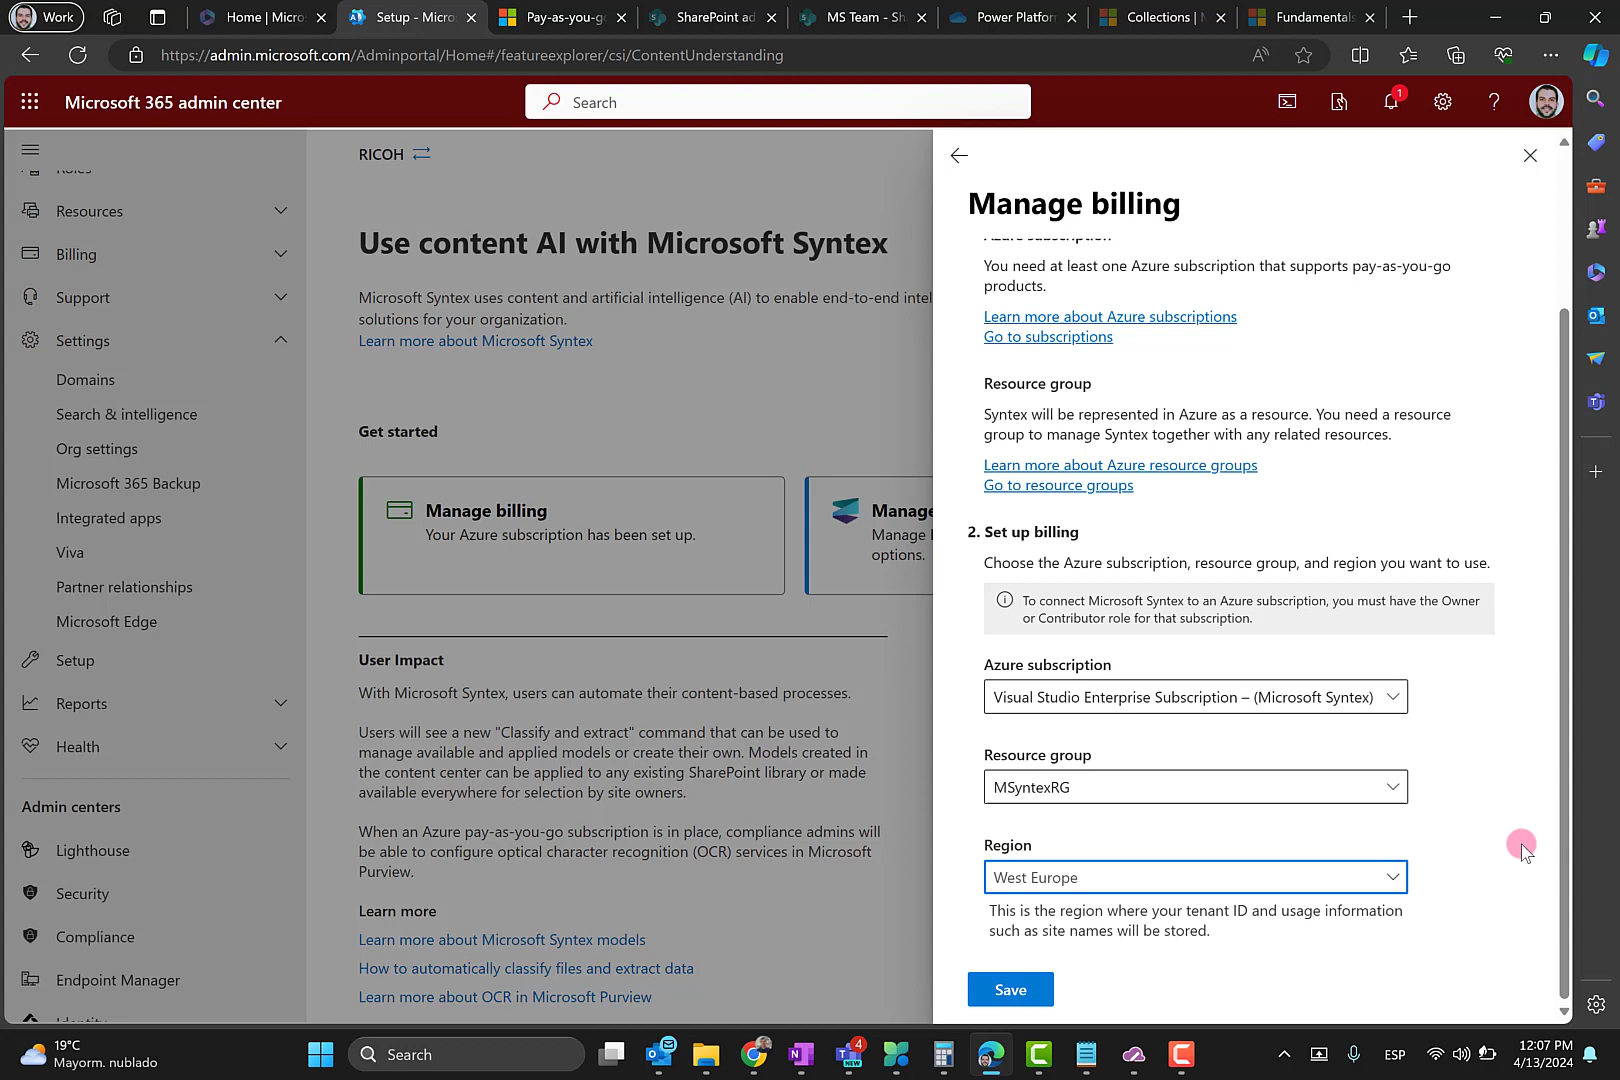 Work
Home | Micros
Setup - Micro
Pay-as-you-go
SharePoint ad
MS Team - Sha
Power Platfor
Collections | M
Fundamentals
https://admin.microsoft.com/Adminportal/Home#/featureexplorer/csi/ContentUnderstanding
Microsoft 365 admin center
Search
1
Roles
Resources
Billing
Support
Settings
Domains
Search & intelligence
Org settings
Microsoft 365 Backup
Integrated apps
Viva
Partner relationships
Microsoft Edge
Setup
Reports
Health
Admin centers
Lighthouse
Security
Compliance
Endpoint Manager
Identity
RICOH
Use content AI with Microsoft Syntex
Microsoft Syntex uses content and artificial intelligence (AI) to enable end-to-end intel
solutions for your organization.
Learn more about Microsoft Syntex
Get started
Manage billing
Your Azure subscription has been set up.
Manage
Manage
options.
User Impact
With Microsoft Syntex, users can automate their content-based processes.
Users will see a new "Classify and extract" command that can be used to
manage available and applied models or create their own. Models created in
the content center can be applied to any existing SharePoint library or made
available everywhere for selection by site owners.
When an Azure pay-as-you-go subscription is in place, compliance admins will
be able to configure optical character recognition (OCR) services in Microsoft
Purview.
Learn more
Learn more about Microsoft Syntex models
How to automatically classify files and extract data
Learn more about OCR in Microsoft Purview
Manage billing
Azure subscription
You need at least one Azure subscription that supports pay-as-you-go
products.
Learn more about Azure subscriptions
Go to subscriptions
Resource group
Syntex will be represented in Azure as a resource. You need a resource
group to manage Syntex together with any related resources.
Learn more about Azure resource groups
Go to resource groups
2. Set up billing
Choose the Azure subscription, resource group, and region you want to use.
To connect Microsoft Syntex to an Azure subscription, you must have the Owner
or Contributor role for that subscription.
Azure subscription
Visual Studio Enterprise Subscription – (Microsoft Syntex)
Resource group
MSyntexRG
Region
West Europe
This is the region where your tenant ID and usage information
such as site names will be stored.
Save
19°C
Mayorm. nublado
Search
4
NEW
ESP
12:07 PM
4/13/2024